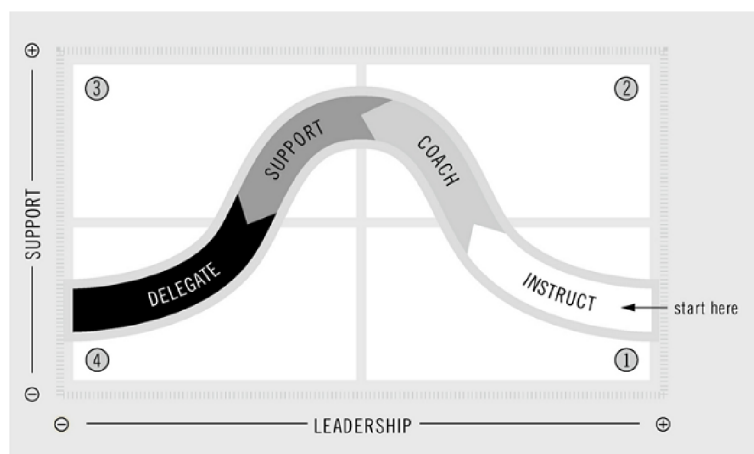 ⊕
3
2
SUPPORT
COACH
SUPPORT
DELEGATE
INSTRUCT
start here
4
1
⊖
⊖
LEADERSHIP
⊕